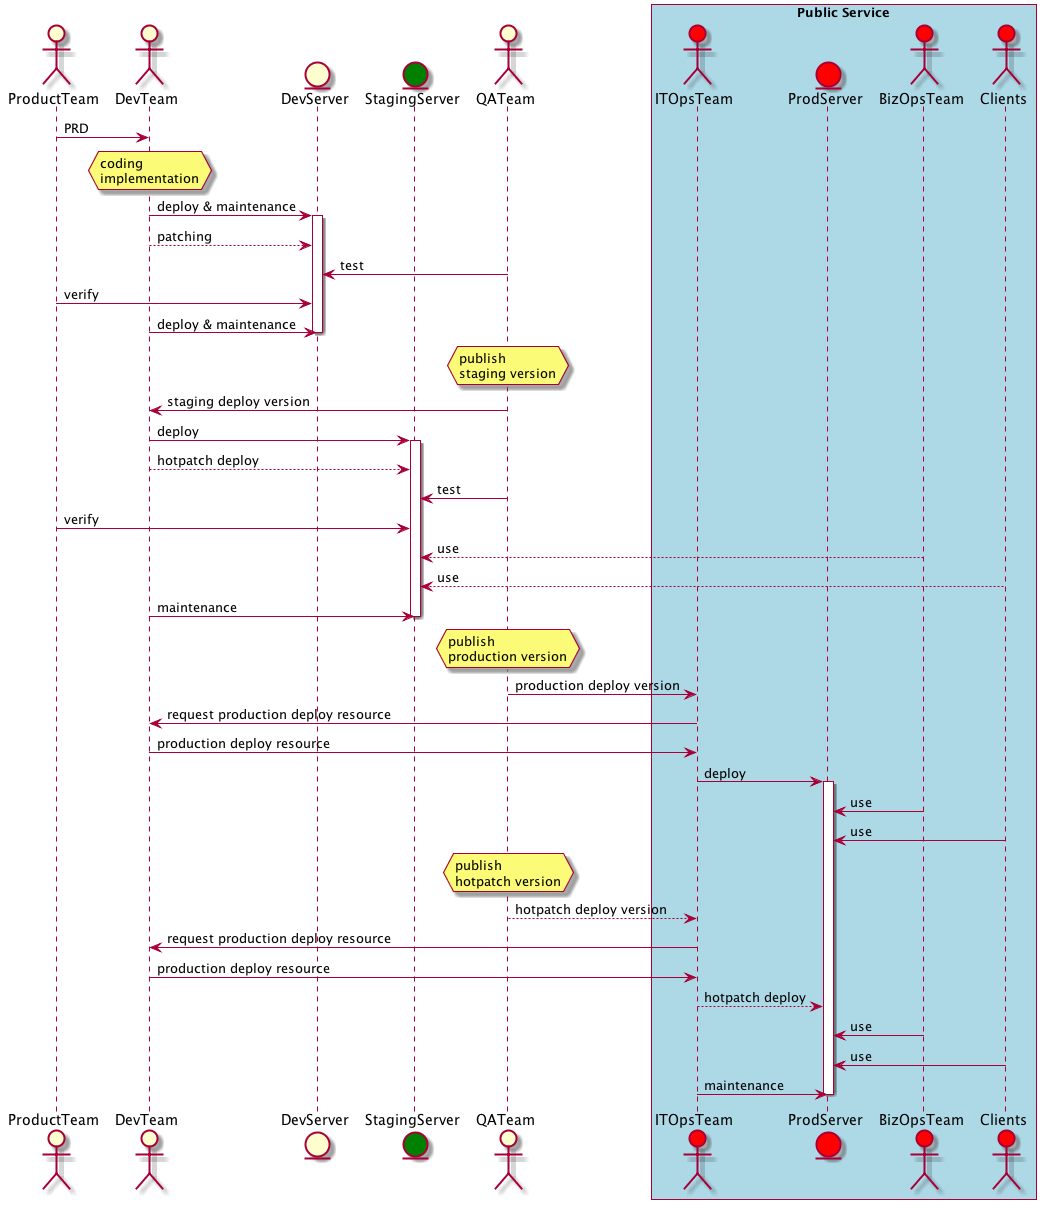 Public Service
ProductTeam
DevTeam
DevServer
StagingServer
QATeam
ITOpsTeam
ProdServer
BizOpsTeam
Clients
PRD
coding
implementation
deploy & maintenance
patching
test
verify
deploy & maintenance
publish
staging version
staging deploy version
deploy
hotpatch deploy
test
verify
use
use
maintenance
publish
production version
production deploy version
request production deploy resource
production deploy resource
deploy
use
use
publish
hotpatch version
hotpatch deploy version
request production deploy resource
production deploy resource
hotpatch deploy
use
use
maintenance
ProductTeam
DevTeam
DevServer
StagingServer
QATeam
ITOpsTeam
ProdServer
BizOpsTeam
Clients